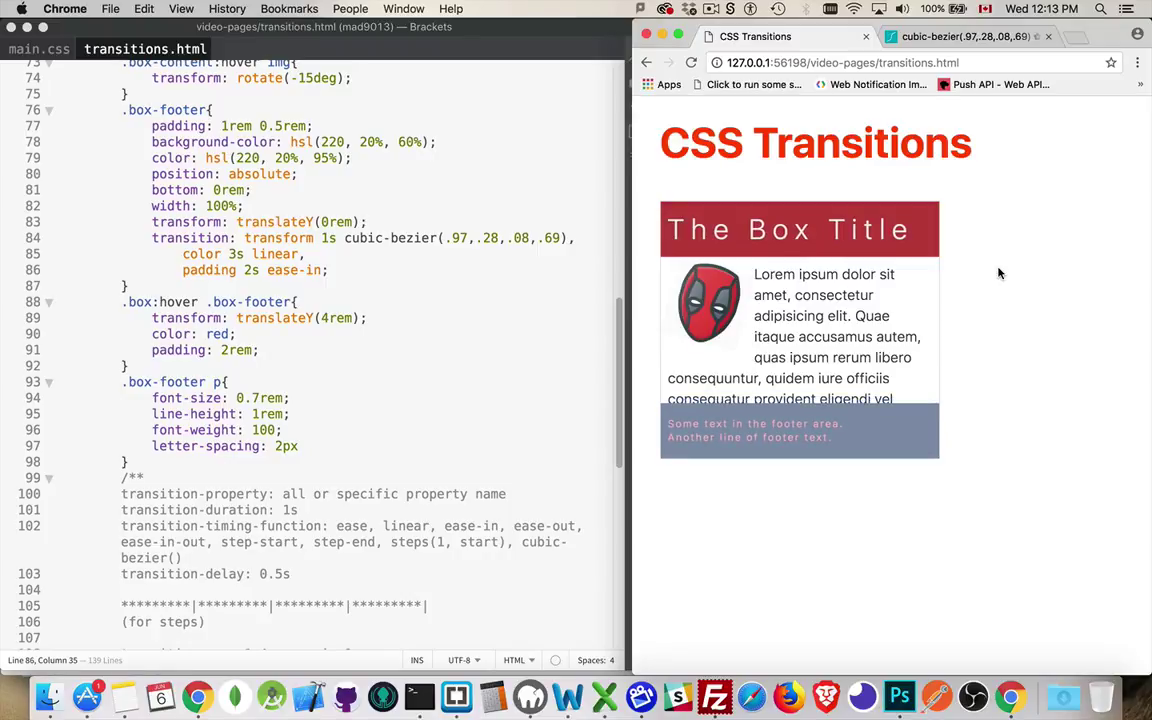 Chrome File Edit View History Bookmarks People Window Help
100% Wed 12:13 PM
video-pages/transitions.html (mad9013) — Brackets
main.css transitions.html
73 .box-content:hover img{
74 transform: rotate(-15deg);
75 }
76 .box-footer{
77 padding: 1rem 0.5rem;
78 background-color: hsl(220, 20%, 60%);
79 color: hsl(220, 20%, 95%);
80 position: absolute;
81 bottom: 0rem;
82 width: 100%;
83 transform: translateY(0rem);
84 transition: transform 1s cubic-bezier(.97,.28,.08,.69),
85 color 3s linear,
86 padding 2s ease-in;
87 }
88 .box:hover .box-footer{
89 transform: translateY(4rem);
90 color: red;
91 padding: 2rem;
92 }
93 .box-footer p{
94 font-size: 0.7rem;
95 line-height: 1rem;
96 font-weight: 100;
97 letter-spacing: 2px
98 }
99 /**
100 transition-property: all or specific property name
101 transition-duration: 1s
102 transition-timing-function: ease, linear, ease-in, ease-out,
ease-in-out, step-start, step-end, steps(1, start), cubic-
bezier()
103 transition-delay: 0.5s
104
105 *********|*********|*********|*********|
106 (for steps)
107
Line 86, Column 35 — 139 Lines
INS UTF-8 HTML Spaces: 4
CSS Transitions
cubic-bezier(.97,.28,.08,.69)
127.0.0.1:56198/video-pages/transitions.html
Apps Click to run some s... Web Notification Im... Push API - Web API... »
CSS Transitions
The Box Title
Lorem ipsum dolor sit
amet, consectetur
adipisicing elit. Quae
itaque accusamus autem,
quas ipsum rerum libero
consequuntur, quidem iure officiis
consequatur provident eligendi vel
Some text in the footer area.
Another line of footer text.